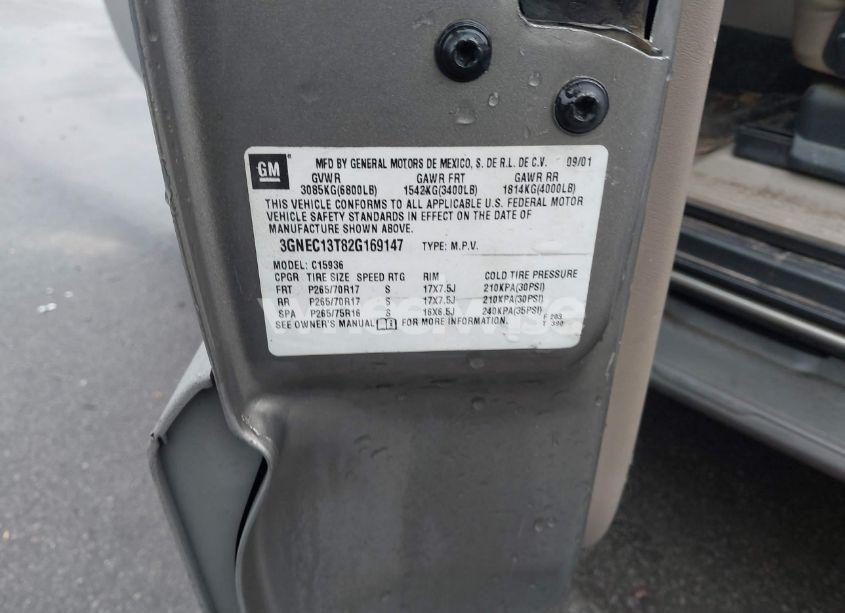 GM
MFD BY GENERAL MOTORS DE MEXICO, S. DE R.L. DE C.V. 09/01
GVWR GAWR FRT GAWR RR
3085KG(6800LB) 1542KG(3400LB) 1814KG(4000LB)
THIS VEHICLE CONFORMS TO ALL APPLICABLE U.S. FEDERAL MOTOR
VEHICLE SAFETY STANDARDS IN EFFECT ON THE DATE OF
MANUFACTURE SHOWN ABOVE.
3GNEC13T82G169147 TYPE: M.P.V.
MODEL: C15936
CPGR TIRE SIZE SPEED RTG RIM COLD TIRE PRESSURE
FRT P265/70R17 S 17X7.5J 210KPA(30PSI)
RR P265/70R17 S 17X7.5J 210KPA(30PSI)
SPA P265/75R16 S 16X6.5J 240KPA(35PSI)
SEE OWNER'S MANUAL FOR MORE INFORMATION.